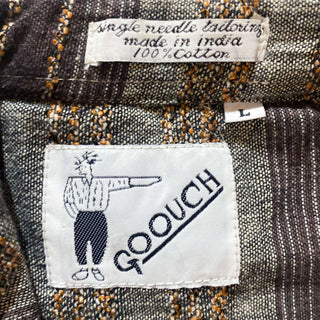 single needle tailoring
made in india
100% Cotton
L
GOOUCH